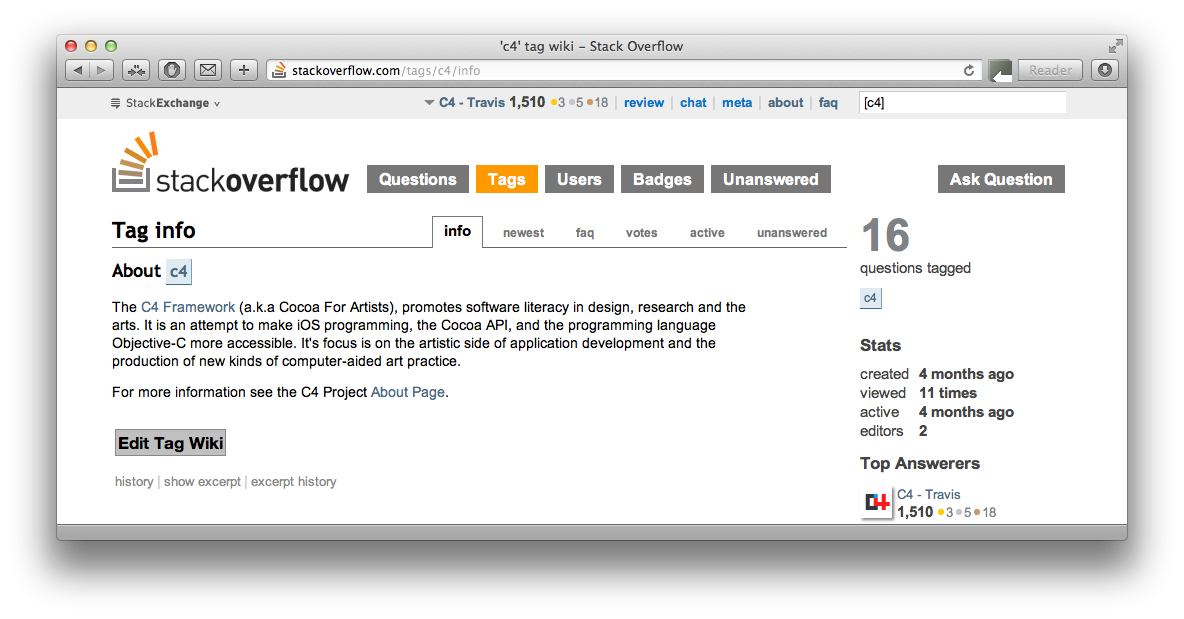 'c4' tag wiki – Stack Overflow
stackoverflow.com/tags/c4/info
Reader
StackExchange
C4 - Travis 1,510 3 5 18 | review | chat | meta | about | faq
[c4]
stackoverflow
Questions
Tags
Users
Badges
Unanswered
Ask Question
Tag info
info
newest
faq
votes
active
unanswered
About c4
The C4 Framework (a.k.a Cocoa For Artists), promotes software literacy in design, research and the
arts. It is an attempt to make iOS programming, the Cocoa API, and the programming language
Objective-C more accessible. It's focus is on the artistic side of application development and the
production of new kinds of computer-aided art practice.
For more information see the C4 Project About Page.
Edit Tag Wiki
history | show excerpt | excerpt history
16
questions tagged
c4
Stats
created 4 months ago
viewed 11 times
active 4 months ago
editors 2
Top Answerers
C4
C4 - Travis
1,510 3 5 18